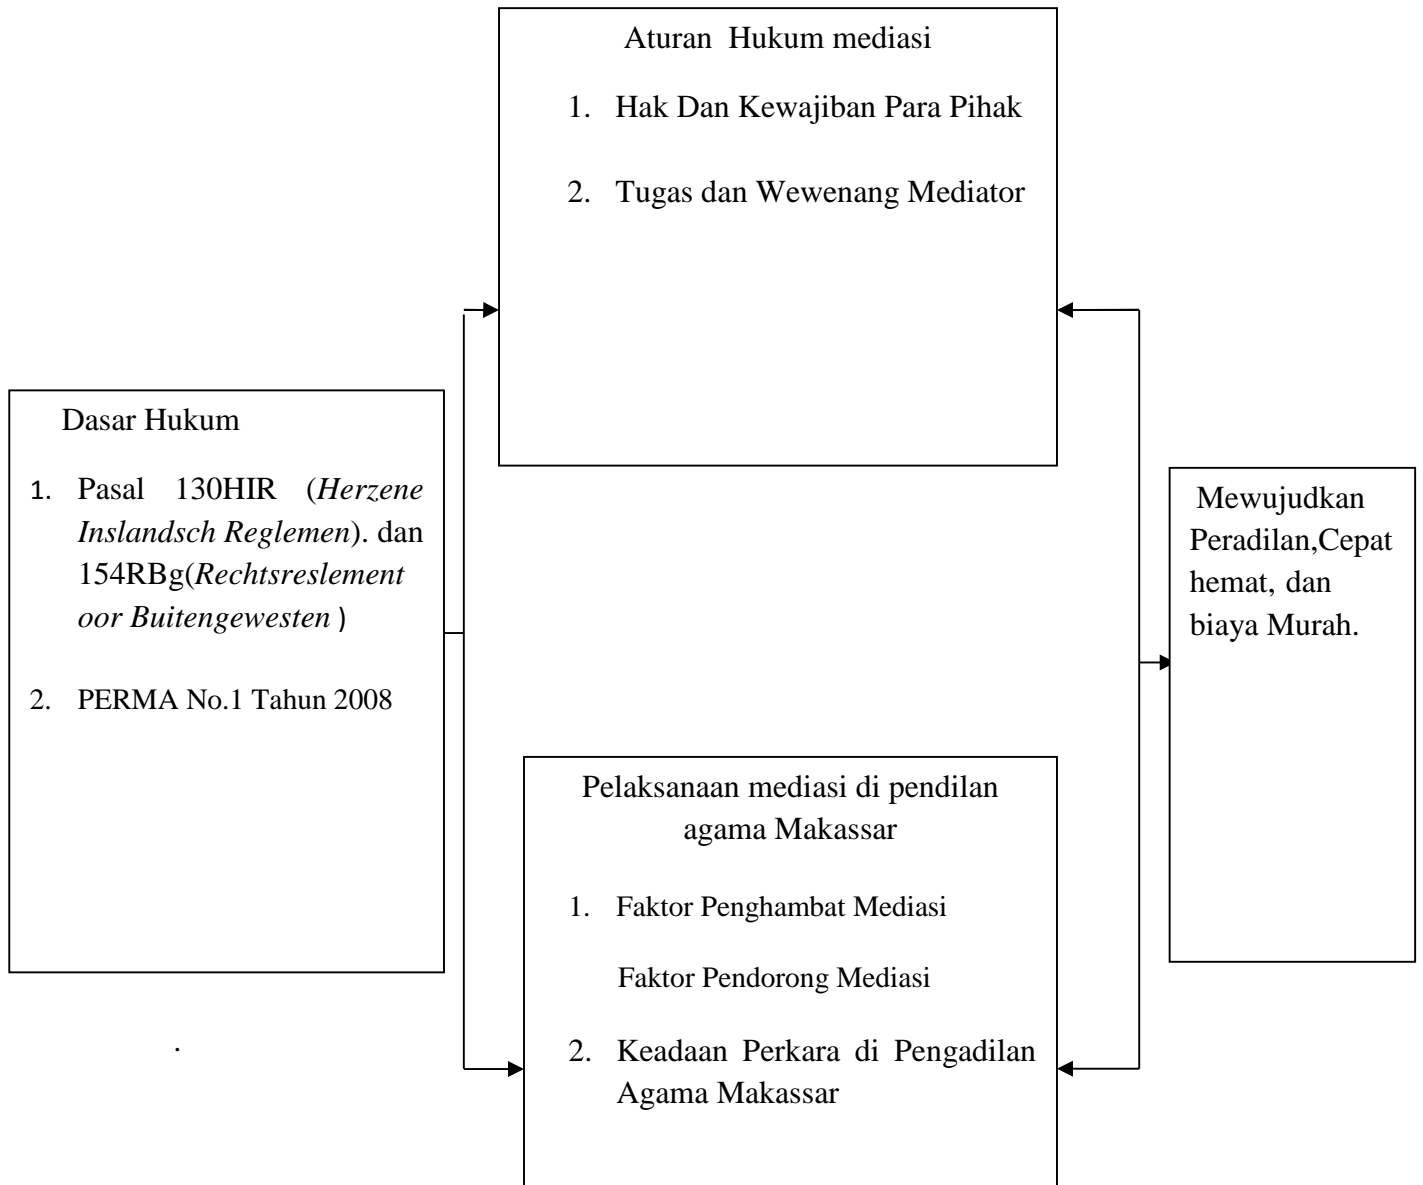 Aturan  Hukum mediasi
1. Hak Dan Kewajiban Para Pihak
2. Tugas dan Wewenang Mediator
Dasar Hukum
1. Pasal 130HIR (Herzene
Inslandsch Reglemen). dan
154RBg(Rechtsreslement
oor Buitengewesten )
2. PERMA No.1 Tahun 2008
Mewujudkan
Peradilan,Cepat
hemat, dan
biaya Murah.
Pelaksanaan mediasi di pendilan
agama Makassar
1. Faktor Penghambat Mediasi
Faktor Pendorong Mediasi
2. Keadaan Perkara di Pengadilan
Agama Makassar
.